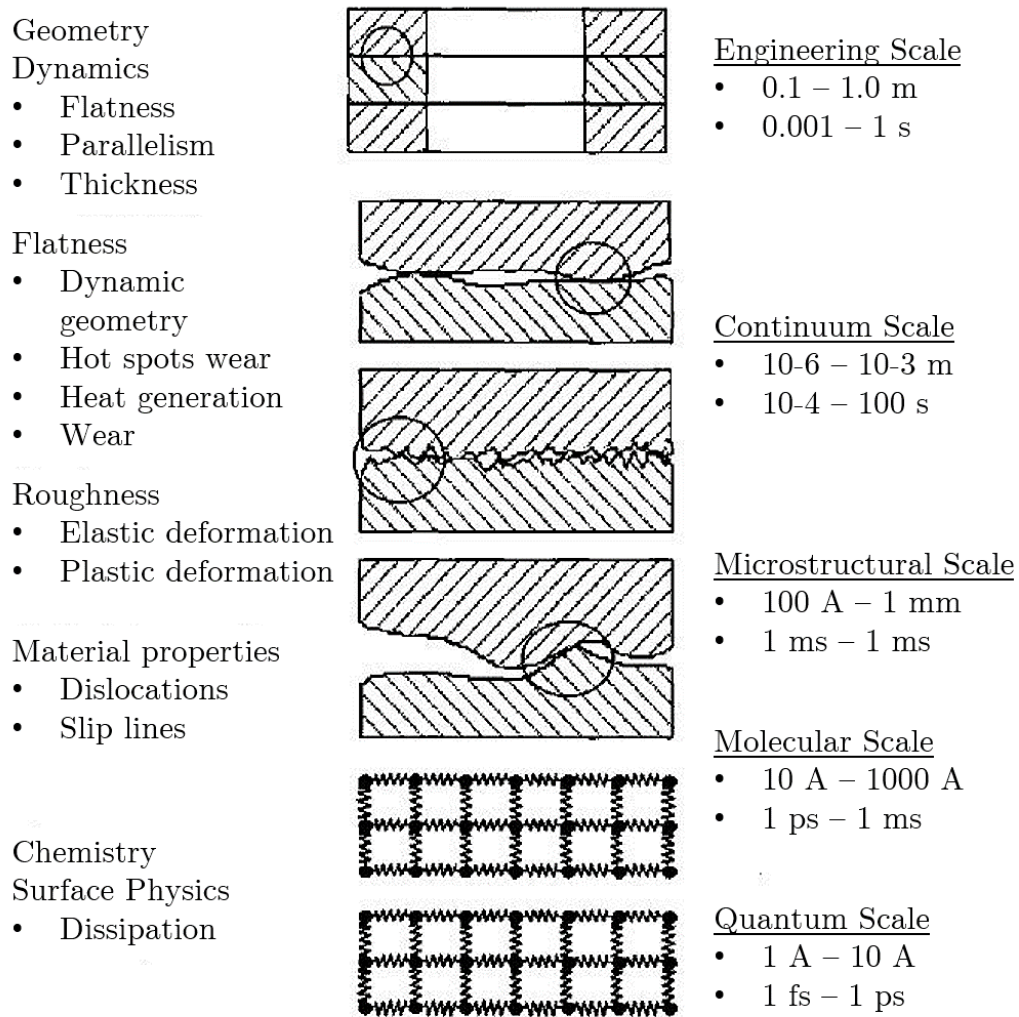 Geometry
Dynamics
• Flatness
• Parallelism
• Thickness
Flatness
• Dynamic
geometry
• Hot spots wear
• Heat generation
• Wear
Roughness
• Elastic deformation
• Plastic deformation
Material properties
• Dislocations
• Slip lines
Chemistry
Surface Physics
• Dissipation
Engineering Scale
• 0.1 – 1.0 m
• 0.001 – 1 s
Continuum Scale
• 10-6 – 10-3 m
• 10-4 – 100 s
Microstructural Scale
• 100 A – 1 mm
• 1 ms – 1 ms
Molecular Scale
• 10 A – 1000 A
• 1 ps – 1 ms
Quantum Scale
• 1 A – 10 A
• 1 fs – 1 ps